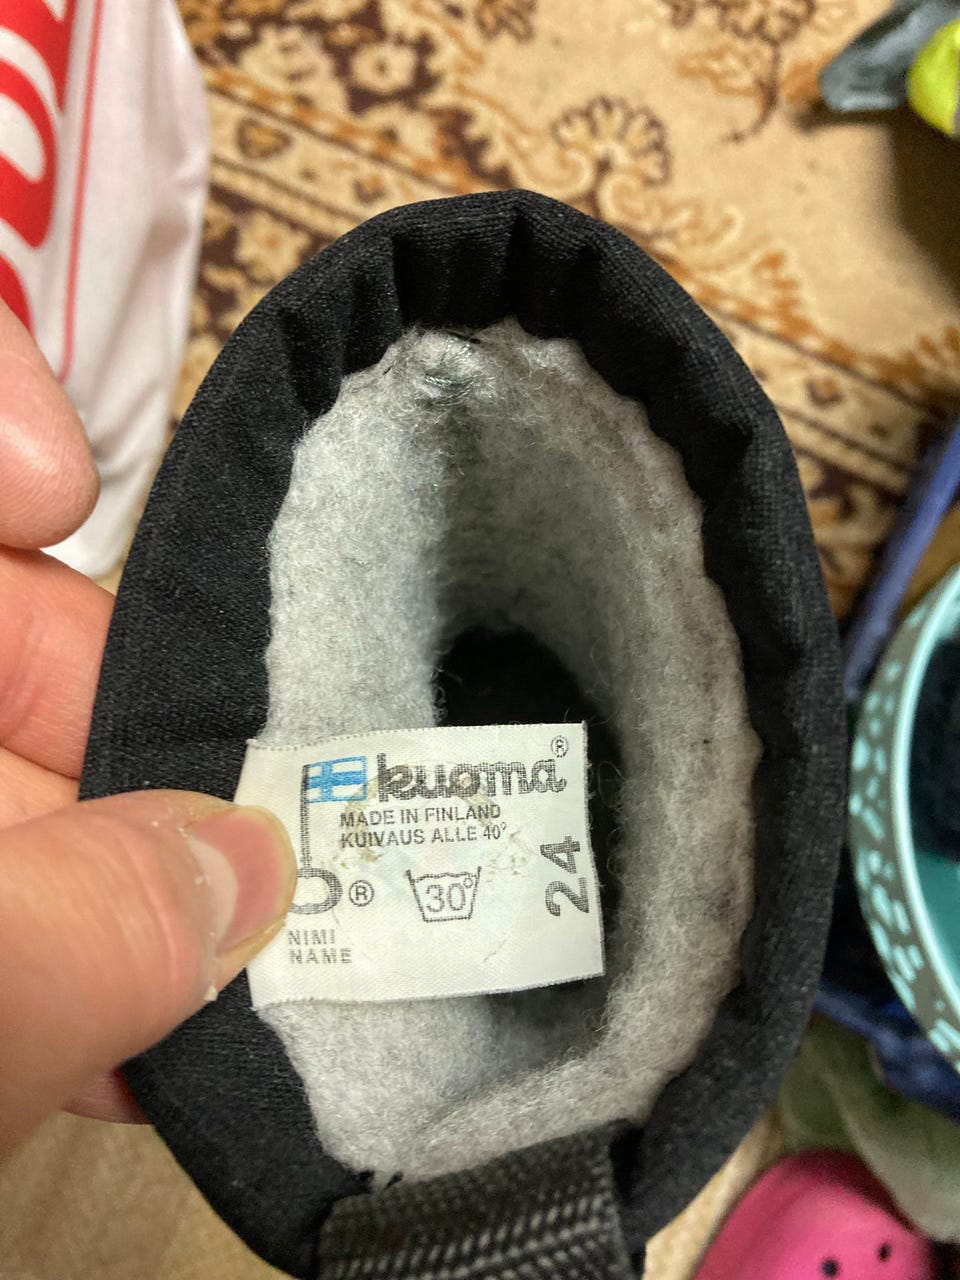 kuoma®
MADE IN FINLAND
KUIVAUS ALLE 40°
® 30° 24
NIMI
NAME